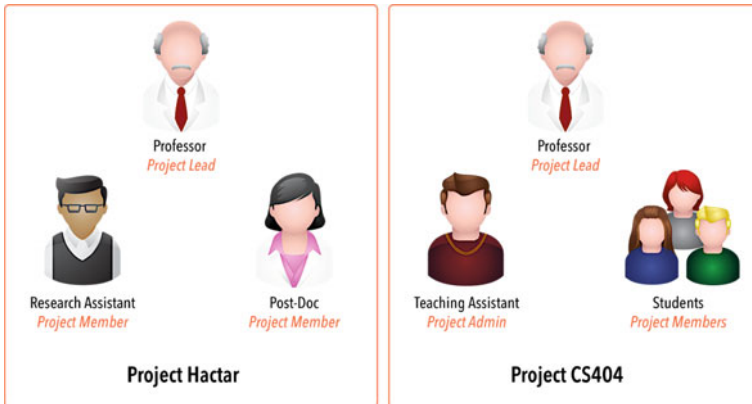 Professor
Project Lead
Research Assistant
Project Member
Post-Doc
Project Member
Project Hactar
Professor
Project Lead
Teaching Assistant
Project Admin
Students
Project Members
Project CS404